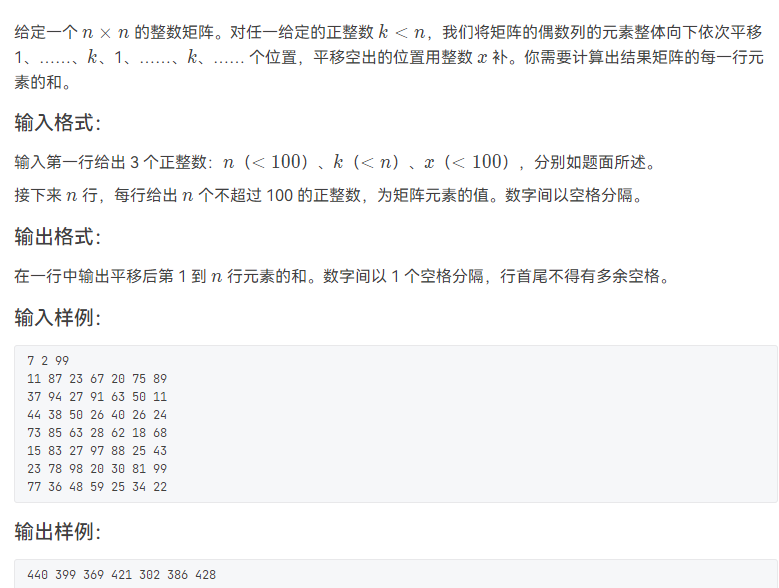 给定一个 n × n 的整数矩阵。对任一给定的正整数 k < n，我们将矩阵的偶数列的元素整体向下依次平移
1、……、k、1、……、k、…… 个位置，平移空出的位置用整数 x 补。你需要计算出结果矩阵的每一行元
素的和。
输入格式：
输入第一行给出 3 个正整数：n（< 100）、k（< n）、x（< 100），分别如题面所述。
接下来 n 行，每行给出 n 个不超过 100 的正整数，为矩阵元素的值。数字间以空格分隔。
输出格式：
在一行中输出平移后第 1 到 n 行元素的和。数字间以 1 个空格分隔，行首尾不得有多余空格。
输入样例：
7 2 99
11 87 23 67 20 75 89
37 94 27 91 63 50 11
44 38 50 26 40 26 24
73 85 63 28 62 18 68
15 83 27 97 88 25 43
23 78 98 20 30 81 99
77 36 48 59 25 34 22
输出样例：
440 399 369 421 302 386 428